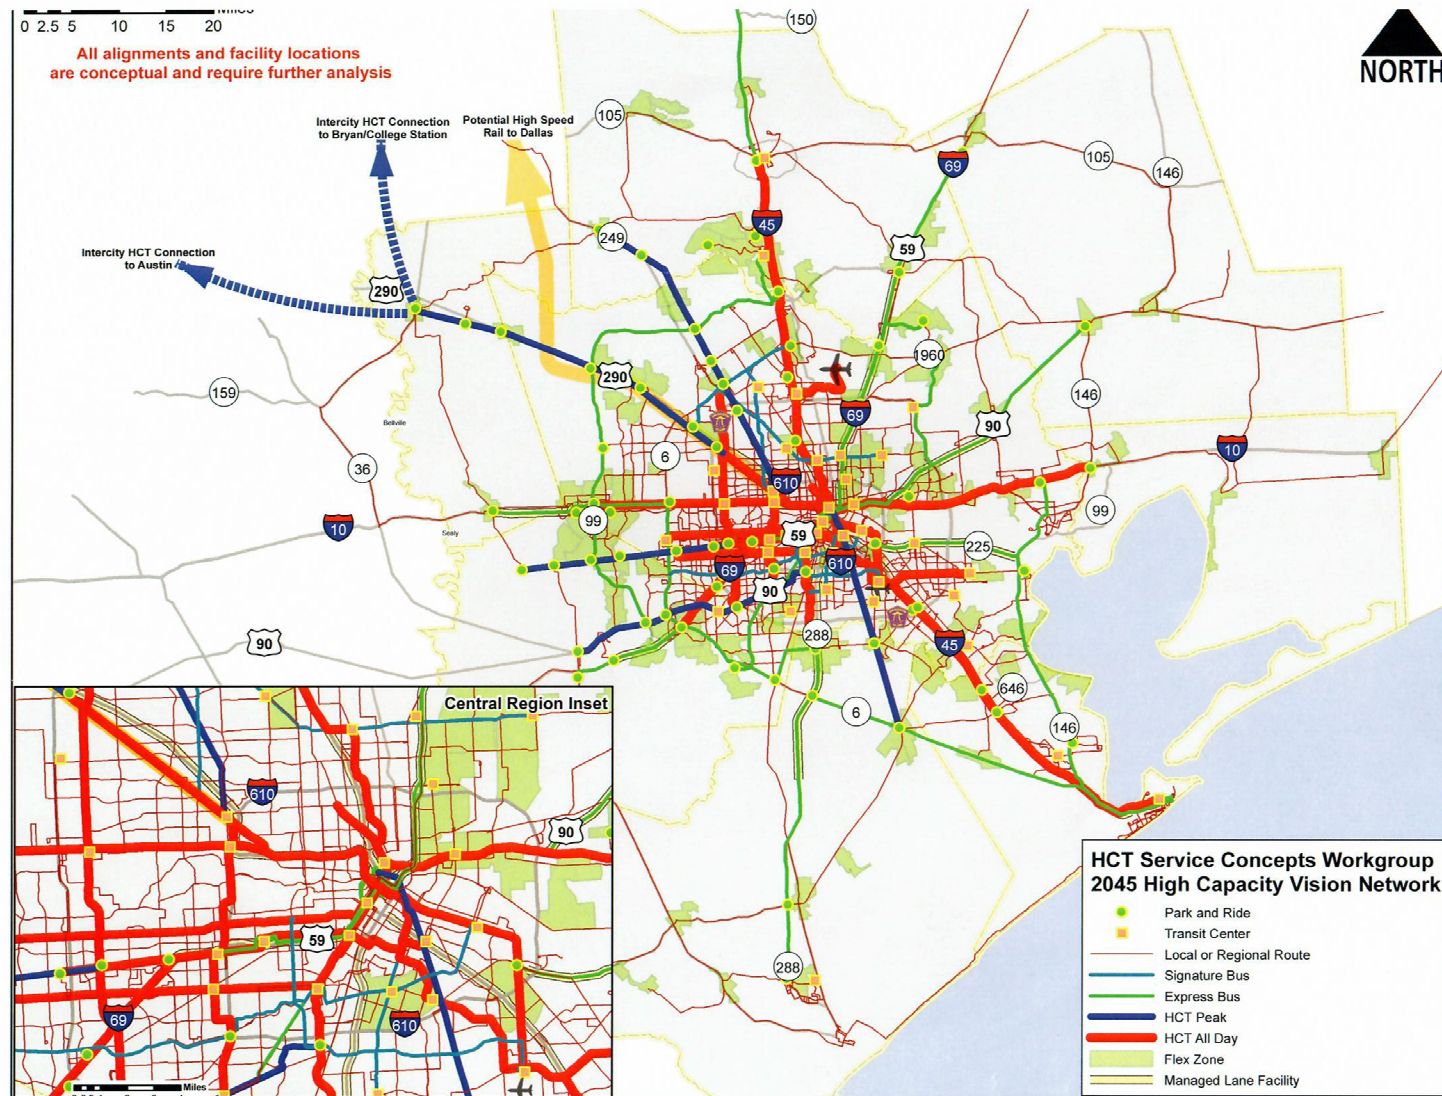 Miles
0 2.5 5 10 15 20
All alignments and facility locations
are conceptual and require further analysis
NORTH
150
Intercity HCT Connection
to Bryan/College Station
Potential High Speed
Rail to Dallas
105
105
69
146
45
249
59
Intercity HCT Connection
to Austin
290
290
1960
159
69
146
Bellville
90
6
10
36
610
99
10
99
Sealy
59
225
69
610
90
90
288
45
646
6
146
288
Central Region Inset
610
90
59
69
610
Miles
HCT Service Concepts Workgroup
2045 High Capacity Vision Network
Park and Ride
Transit Center
Local or Regional Route
Signature Bus
Express Bus
HCT Peak
HCT All Day
Flex Zone
Managed Lane Facility